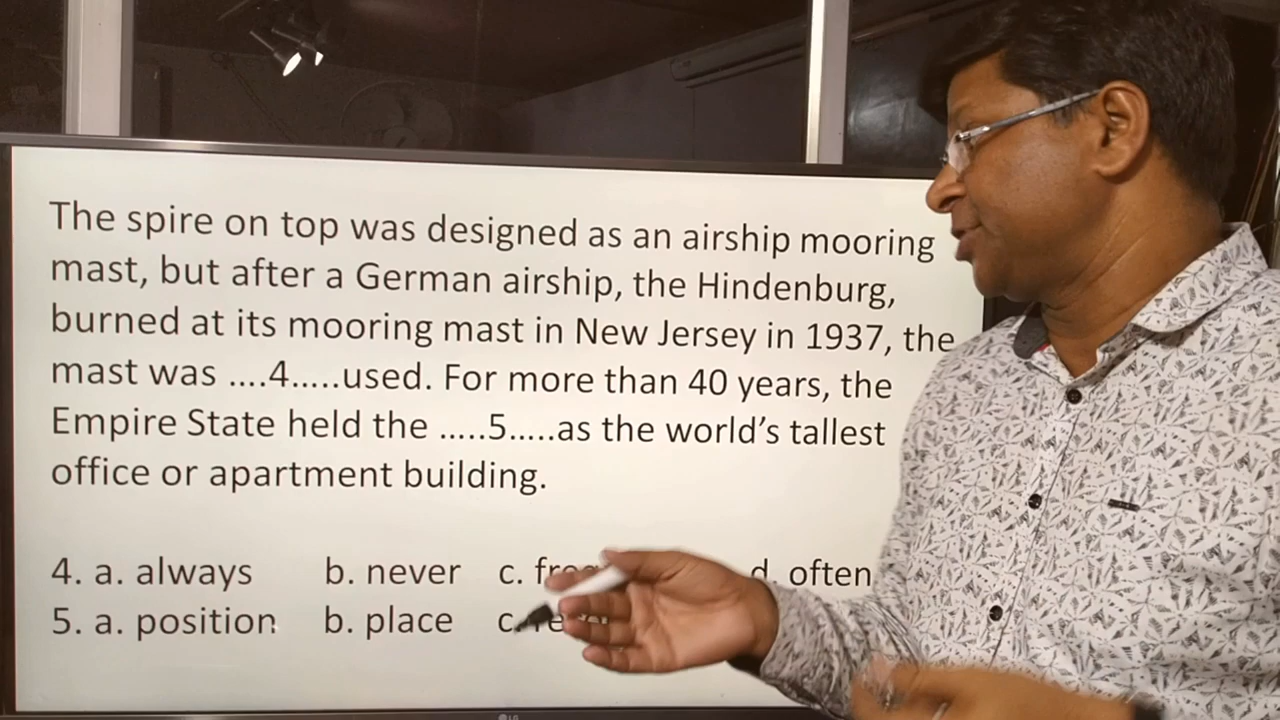 The spire on top was designed as an airship mooring
mast, but after a German airship, the Hindenburg,
burned at its mooring mast in New Jersey in 1937, the
mast was ....4.....used. For more than 40 years, the
Empire State held the .....5.....as the world's tallest
office or apartment building.
4. a. always b. never c. d. often
5. a. position b. place c.
LG